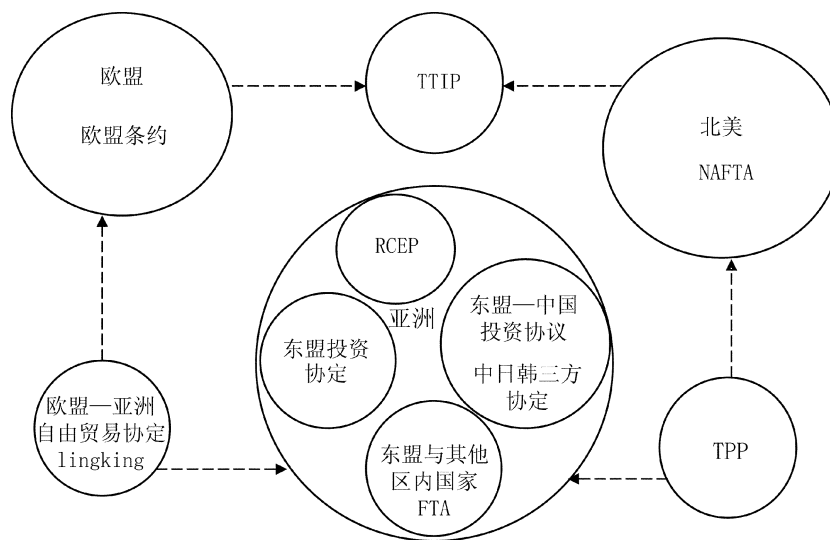 欧盟
欧盟条约
TTIP
北美
NAFTA
RCEP
亚洲
东盟投资
协定
东盟—中国
投资协议
中日韩三方
协定
欧盟—亚洲
自由贸易协定
lingking
东盟与其他
区内国家
FTA
TPP